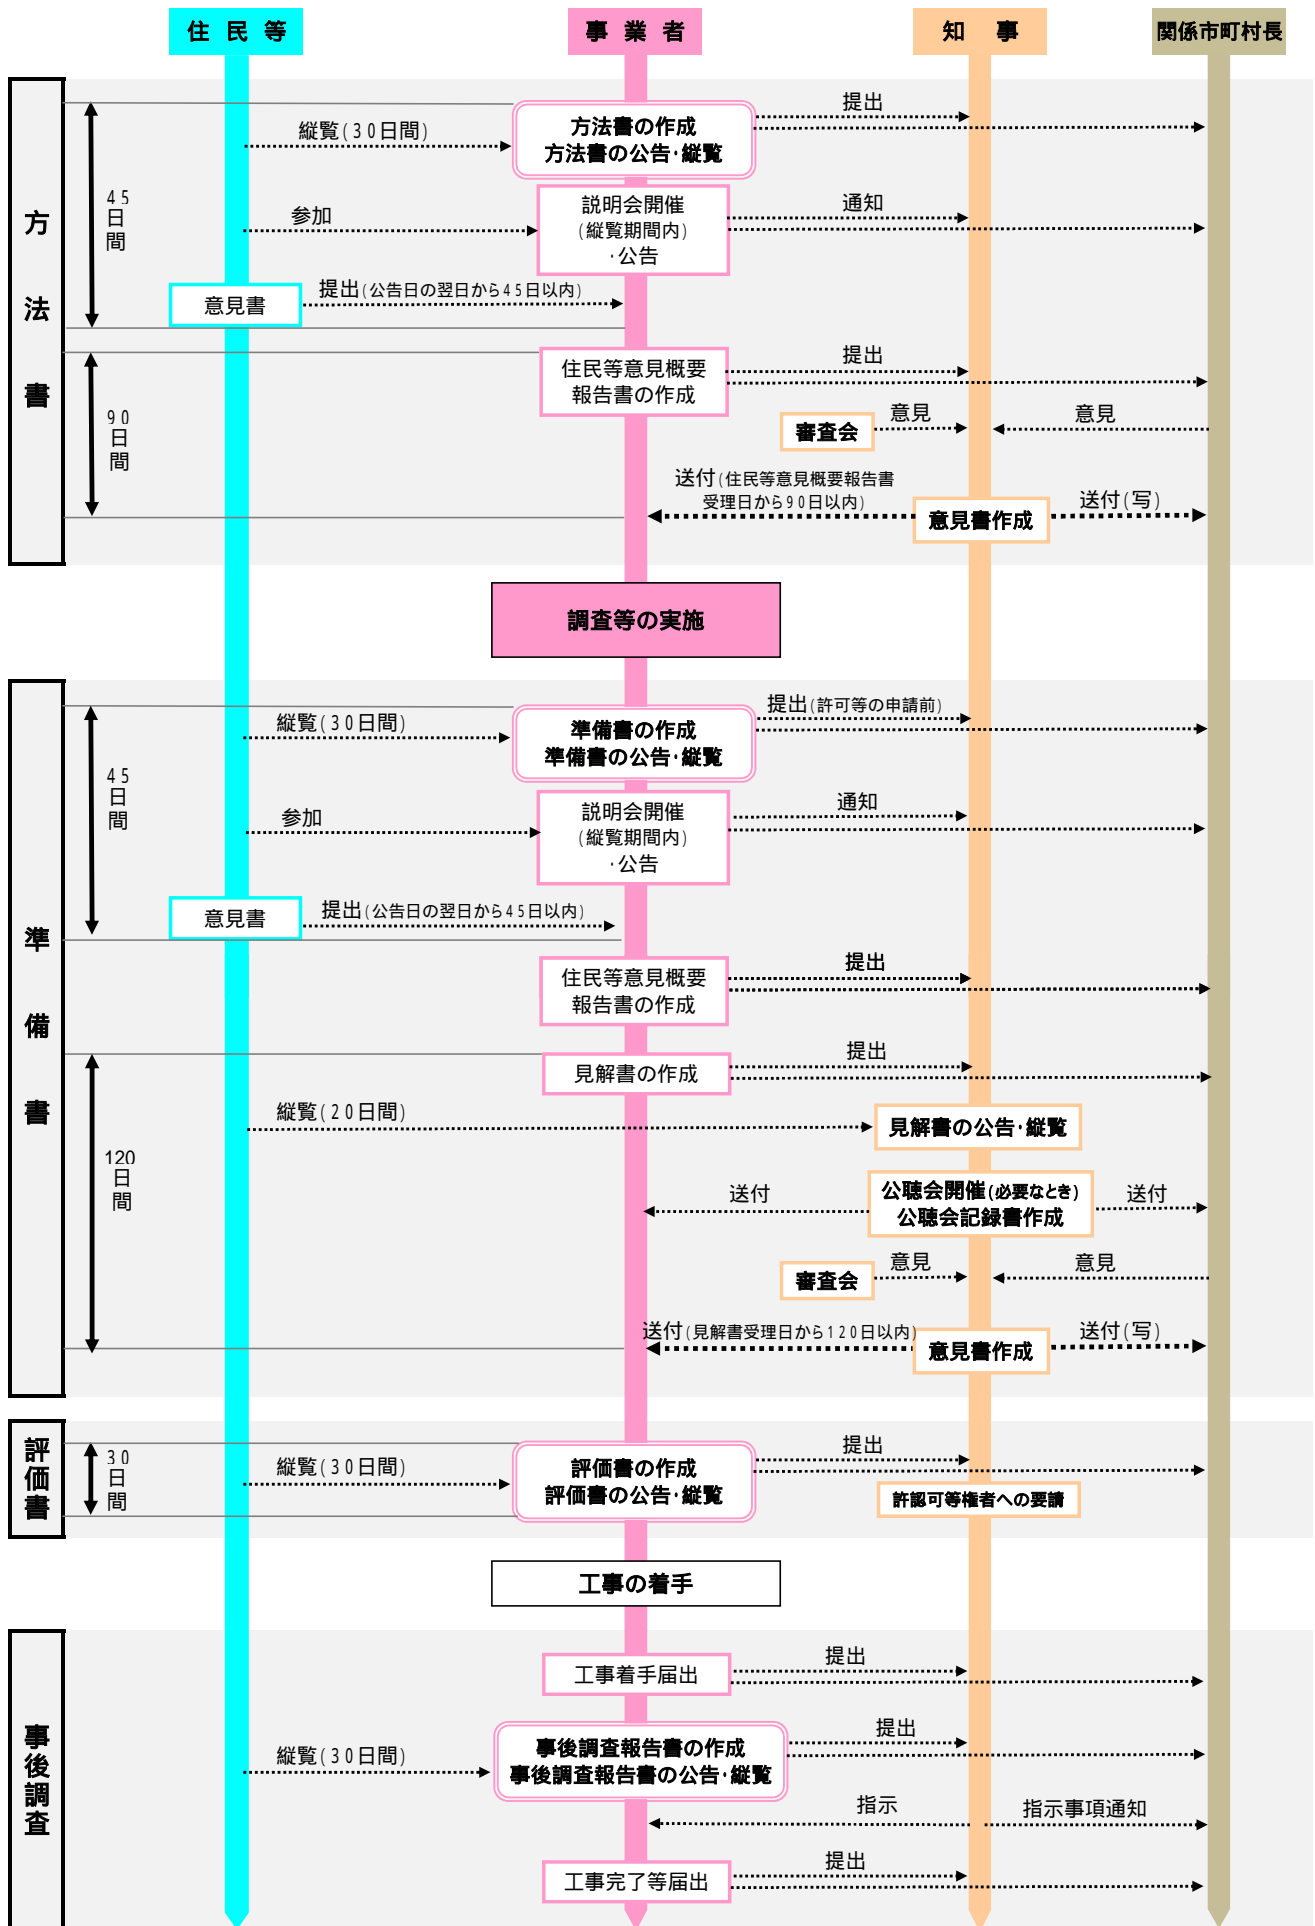 住民等
事業者
知事
関係市町村長
方法書
45日間
縦覧(30日間)
方法書の作成
方法書の公告・縦覧
提出
参加
説明会開催
(縦覧期間内)
・公告
通知
意見書
提出(公告日の翌日から45日以内)
90日間
住民等意見概要
報告書の作成
提出
審査会
意見
意見
送付(住民等意見概要報告書
受理日から90日以内)
意見書作成
送付(写)
調査等の実施
準備書
45日間
縦覧(30日間)
準備書の作成
準備書の公告・縦覧
提出(許可等の申請前)
参加
説明会開催
(縦覧期間内)
・公告
通知
意見書
提出(公告日の翌日から45日以内)
住民等意見概要
報告書の作成
提出
120日間
見解書の作成
提出
縦覧(20日間)
見解書の公告・縦覧
送付
公聴会開催(必要なとき)
公聴会記録書作成
送付
審査会
意見
意見
送付(見解書受理日から120日以内)
意見書作成
送付(写)
評価書
30日間
縦覧(30日間)
評価書の作成
評価書の公告・縦覧
提出
許認可等権者への要請
工事の着手
事後調査
工事着手届出
提出
縦覧(30日間)
事後調査報告書の作成
事後調査報告書の公告・縦覧
提出
指示
指示事項通知
工事完了等届出
提出